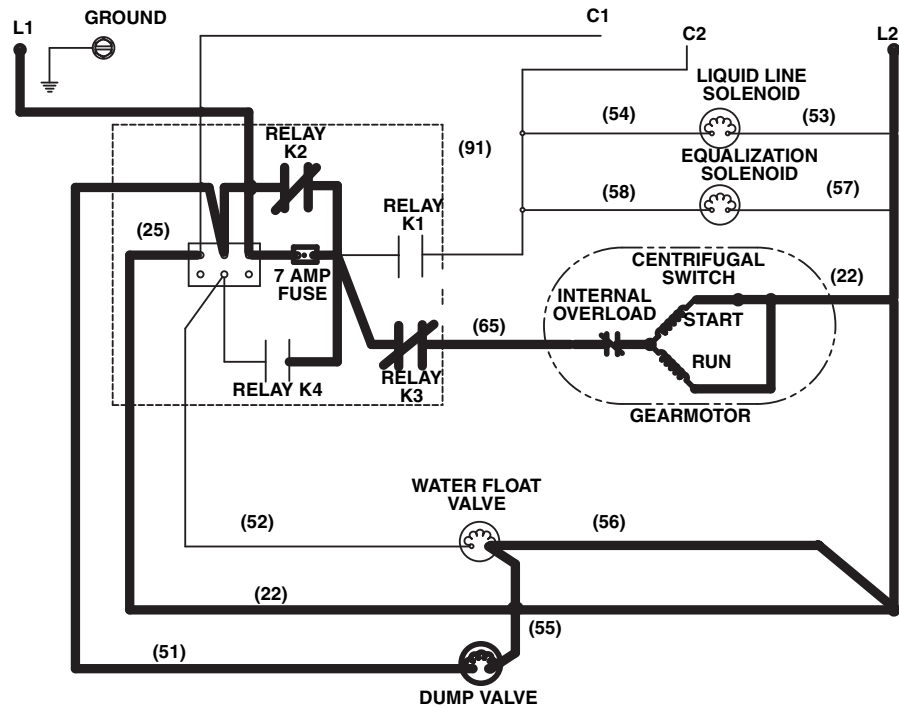 L1
GROUND
C1
C2
L2
LIQUID LINE
SOLENOID
(54)
(53)
RELAY
K2
(91)
EQUALIZATION
SOLENOID
(58)
(57)
RELAY
K1
(25)
7 AMP
FUSE
CENTRIFUGAL
SWITCH
(22)
INTERNAL
OVERLOAD
START
(65)
RUN
RELAY K4
RELAY
K3
GEARMOTOR
WATER FLOAT
VALVE
(52)
(56)
(22)
(55)
(51)
DUMP VALVE